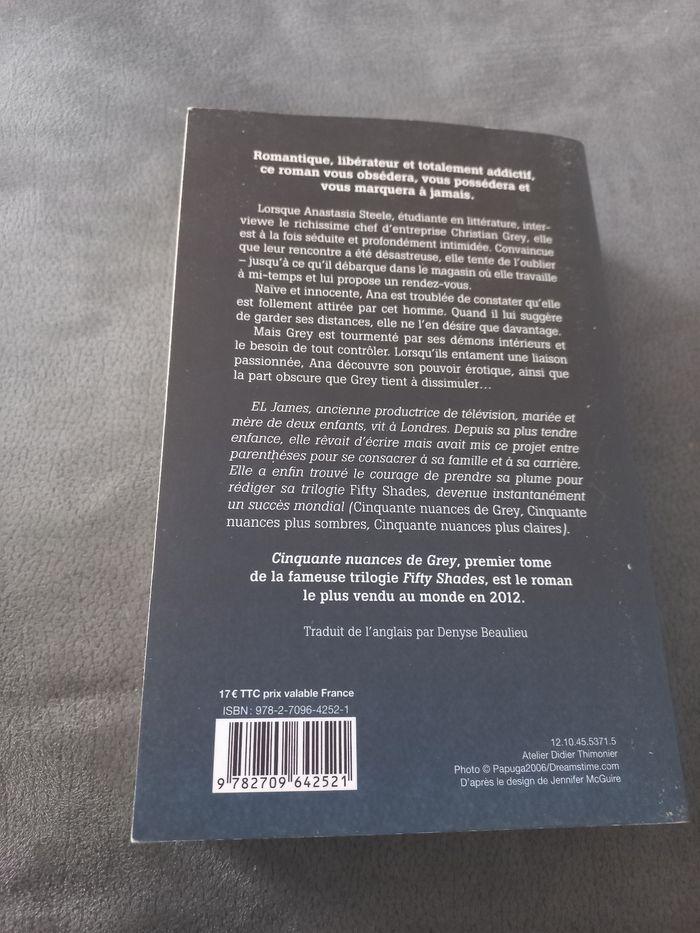 Romantique, libérateur et totalement addictif,
ce roman vous obsédera, vous possédera et
vous marquera à jamais.
Lorsque Anastasia Steele, étudiante en littérature, inter-
viewe le richissime chef d'entreprise Christian Grey, elle
est à la fois séduite et profondément intimidée. Convaincue
que leur rencontre a été désastreuse, elle tente de l'oublier
– jusqu'à ce qu'il débarque dans le magasin où elle travaille
à mi-temps et lui propose un rendez-vous.
Naïve et innocente, Ana est troublée de constater qu'elle
est follement attirée par cet homme. Quand il lui suggère
de garder ses distances, elle ne l'en désire que davantage.
Mais Grey est tourmenté par ses démons intérieurs et
le besoin de tout contrôler. Lorsqu'ils entament une liaison
passionnée, Ana découvre son pouvoir érotique, ainsi que
la part obscure que Grey tient à dissimuler…
EL James, ancienne productrice de télévision, mariée et
mère de deux enfants, vit à Londres. Depuis sa plus tendre
enfance, elle rêvait d'écrire mais avait mis ce projet entre
parenthèses pour se consacrer à sa famille et à sa carrière.
Elle a enfin trouvé le courage de prendre sa plume pour
rédiger sa trilogie Fifty Shades, devenue instantanément
un succès mondial (Cinquante nuances de Grey, Cinquante
nuances plus sombres, Cinquante nuances plus claires).
Cinquante nuances de Grey, premier tome
de la fameuse trilogie Fifty Shades, est le roman
le plus vendu au monde en 2012.
Traduit de l'anglais par Denyse Beaulieu
17 € TTC prix valable France
ISBN : 978-2-7096-4252-1
9 782709 642521
12.10.45.5371.5
Atelier Didier Thimonier
Photo © Papuga2006/Dreamstime.com
D'après le design de Jennifer McGuire